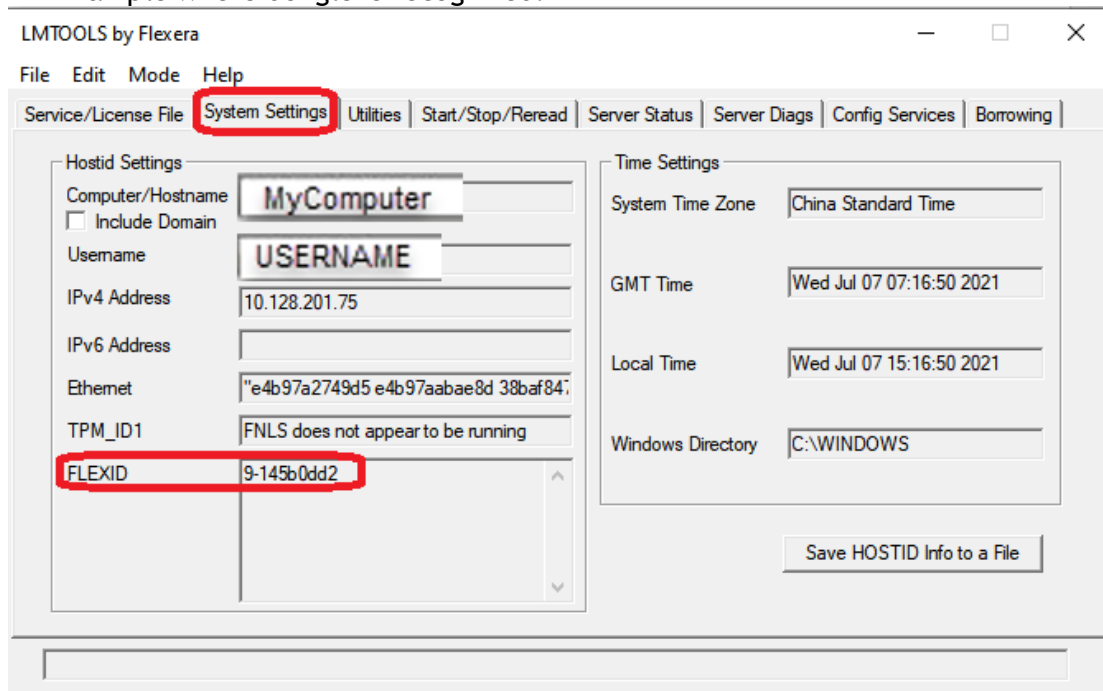 LMTOOLS by Flexera
File Edit Mode Help
Service/License File System Settings Utilities Start/Stop/Reread Server Status Server Diags Config Services Borrowing
Hostid Settings
Computer/Hostname MyComputer
Include Domain
Username USERNAME
IPv4 Address 10.128.201.75
IPv6 Address
Ethernet "e4b97a2749d5 e4b97aabae8d 38baf847
TPM_ID1 FNLS does not appear to be running
FLEXID 9-145b0dd2
Time Settings
System Time Zone China Standard Time
GMT Time Wed Jul 07 07:16:50 2021
Local Time Wed Jul 07 15:16:50 2021
Windows Directory C:\WINDOWS
Save HOSTID Info to a File